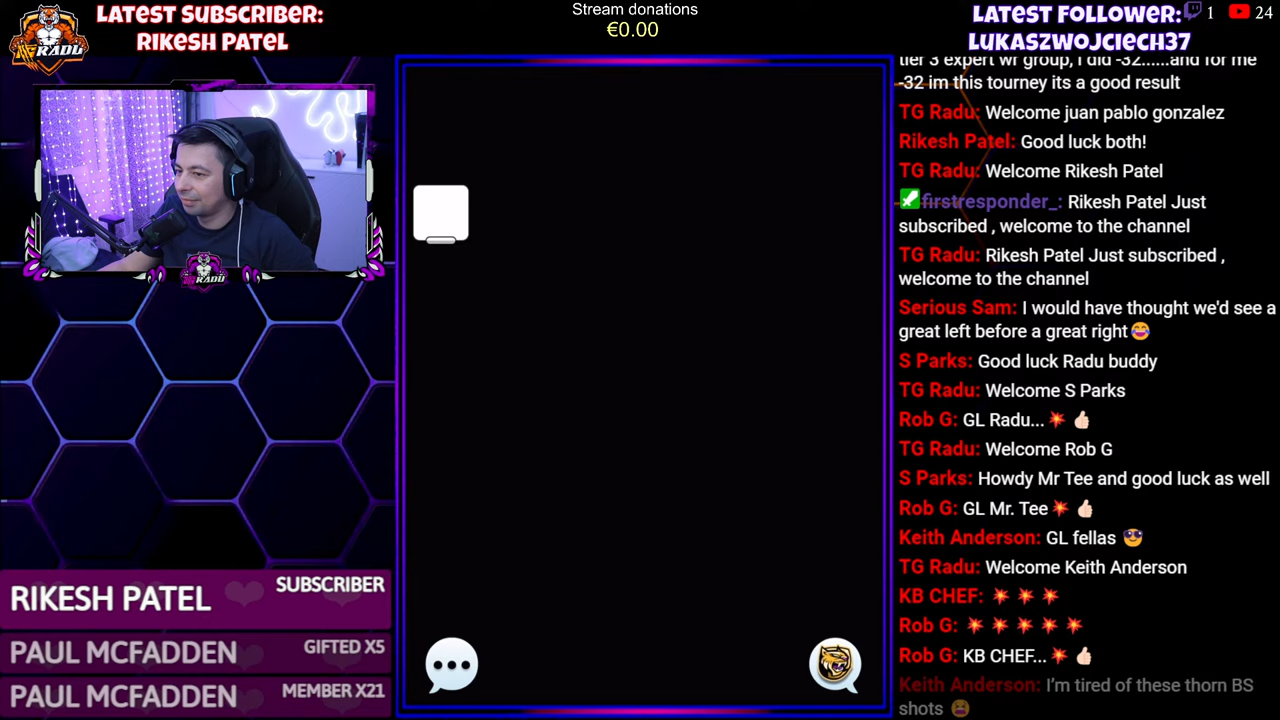 LATEST SUBSCRIBER:
RIKESH PATEL
RADU
Stream donations
€0.00
LATEST FOLLOWER:
LUKASZWOJCIECH37
1
24
tier 3 expert wr group, I did -32......and for me
-32 im this tourney its a good result
TG Radu: Welcome juan pablo gonzalez
Rikesh Patel: Good luck both!
TG Radu: Welcome Rikesh Patel
firstresponder_: Rikesh Patel Just
subscribed , welcome to the channel
TG Radu: Rikesh Patel Just subscribed ,
welcome to the channel
Serious Sam: I would have thought we'd see a
great left before a great right😂
S Parks: Good luck Radu buddy
TG Radu: Welcome S Parks
Rob G: GL Radu...💥👍🏻
TG Radu: Welcome Rob G
S Parks: Howdy Mr Tee and good luck as well
Rob G: GL Mr. Tee💥👍🏻
Keith Anderson: GL fellas 😎
TG Radu: Welcome Keith Anderson
KB CHEF: 💥💥💥
Rob G: 💥💥💥💥💥
Rob G: KB CHEF...💥👍🏻
Keith Anderson: I'm tired of these thorn BS
shots 😫
RADU
RIKESH PATEL
SUBSCRIBER
PAUL MCFADDEN
GIFTED X5
PAUL MCFADDEN
MEMBER X21